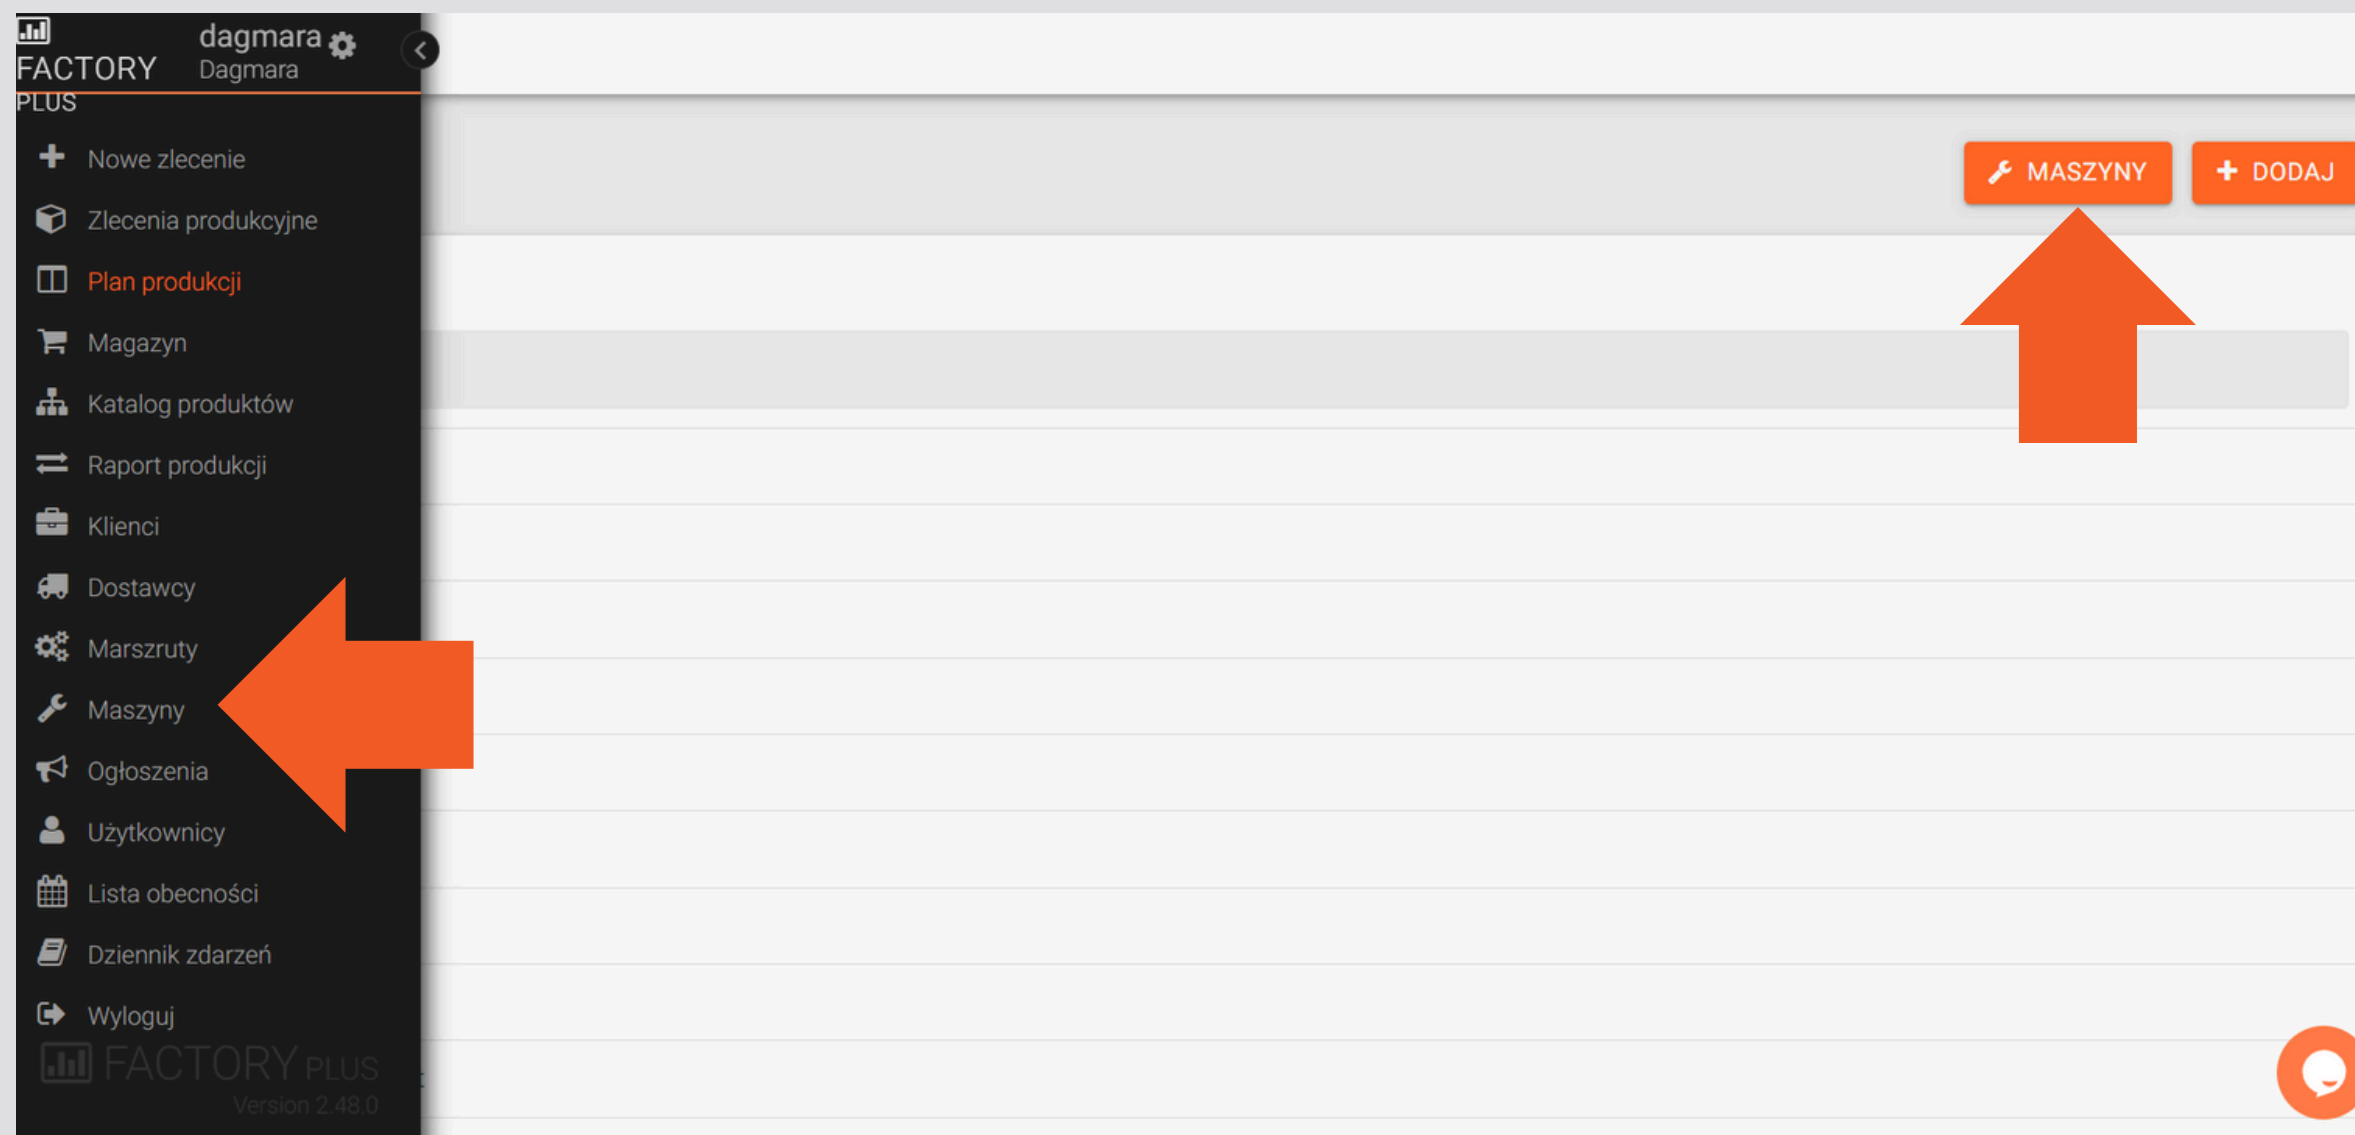 FACTORY
PLUS
dagmara
Dagmara
Nowe zlecenie
Zlecenia produkcyjne
Plan produkcji
Magazyn
Katalog produktów
Raport produkcji
Klienci
Dostawcy
Marszruty
Maszyny
Ogłoszenia
Użytkownicy
Lista obecności
Dziennik zdarzeń
Wyloguj
FACTORY PLUS
Version 2.48.0
MASZYNY
DODAJ